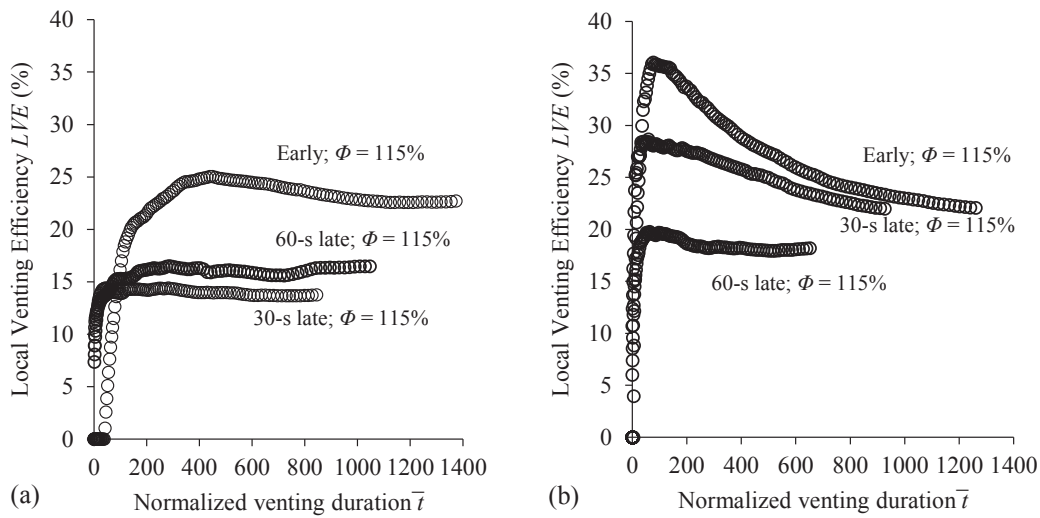 40
35
30
25
20
15
10
5
0
Local Venting Efficiency LVE (%)
Early; Φ = 115%
60-s late; Φ = 115%
30-s late; Φ = 115%
0 200 400 600 800 1000 1200 1400
(a) Normalized venting duration t̅
40
35
30
25
20
15
10
5
0
Local Venting Efficiency LVE (%)
Early; Φ = 115%
30-s late; Φ = 115%
60-s late; Φ = 115%
0 200 400 600 800 1000 1200 1400
(b) Normalized venting duration t̅